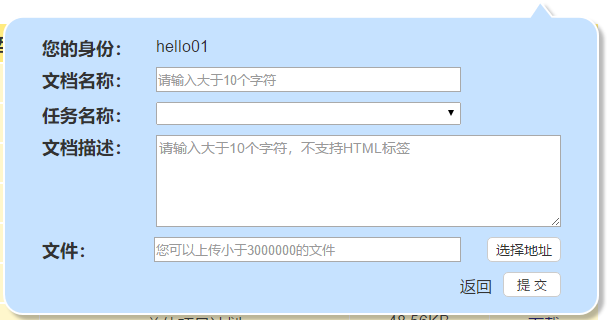 您的身份： hello01
文档名称： 请输入大于10个字符
任务名称：
文档描述： 请输入大于10个字符，不支持HTML标签
文件： 您可以上传小于3000000的文件 选择地址
返回 提 交
48.56KB